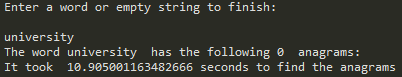 Enter a word or empty string to finish:
university
The word university  has the following 0  anagrams:
It took  10.905001163482666 seconds to find the anagrams